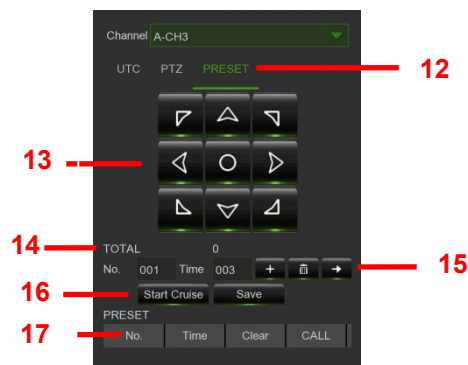 Channel A-CH3
UTC PTZ PRESET 12
13
14 TOTAL 0
No. 001 Time 003 15
16 Start Cruise Save
PRESET
17 No. Time Clear CALL